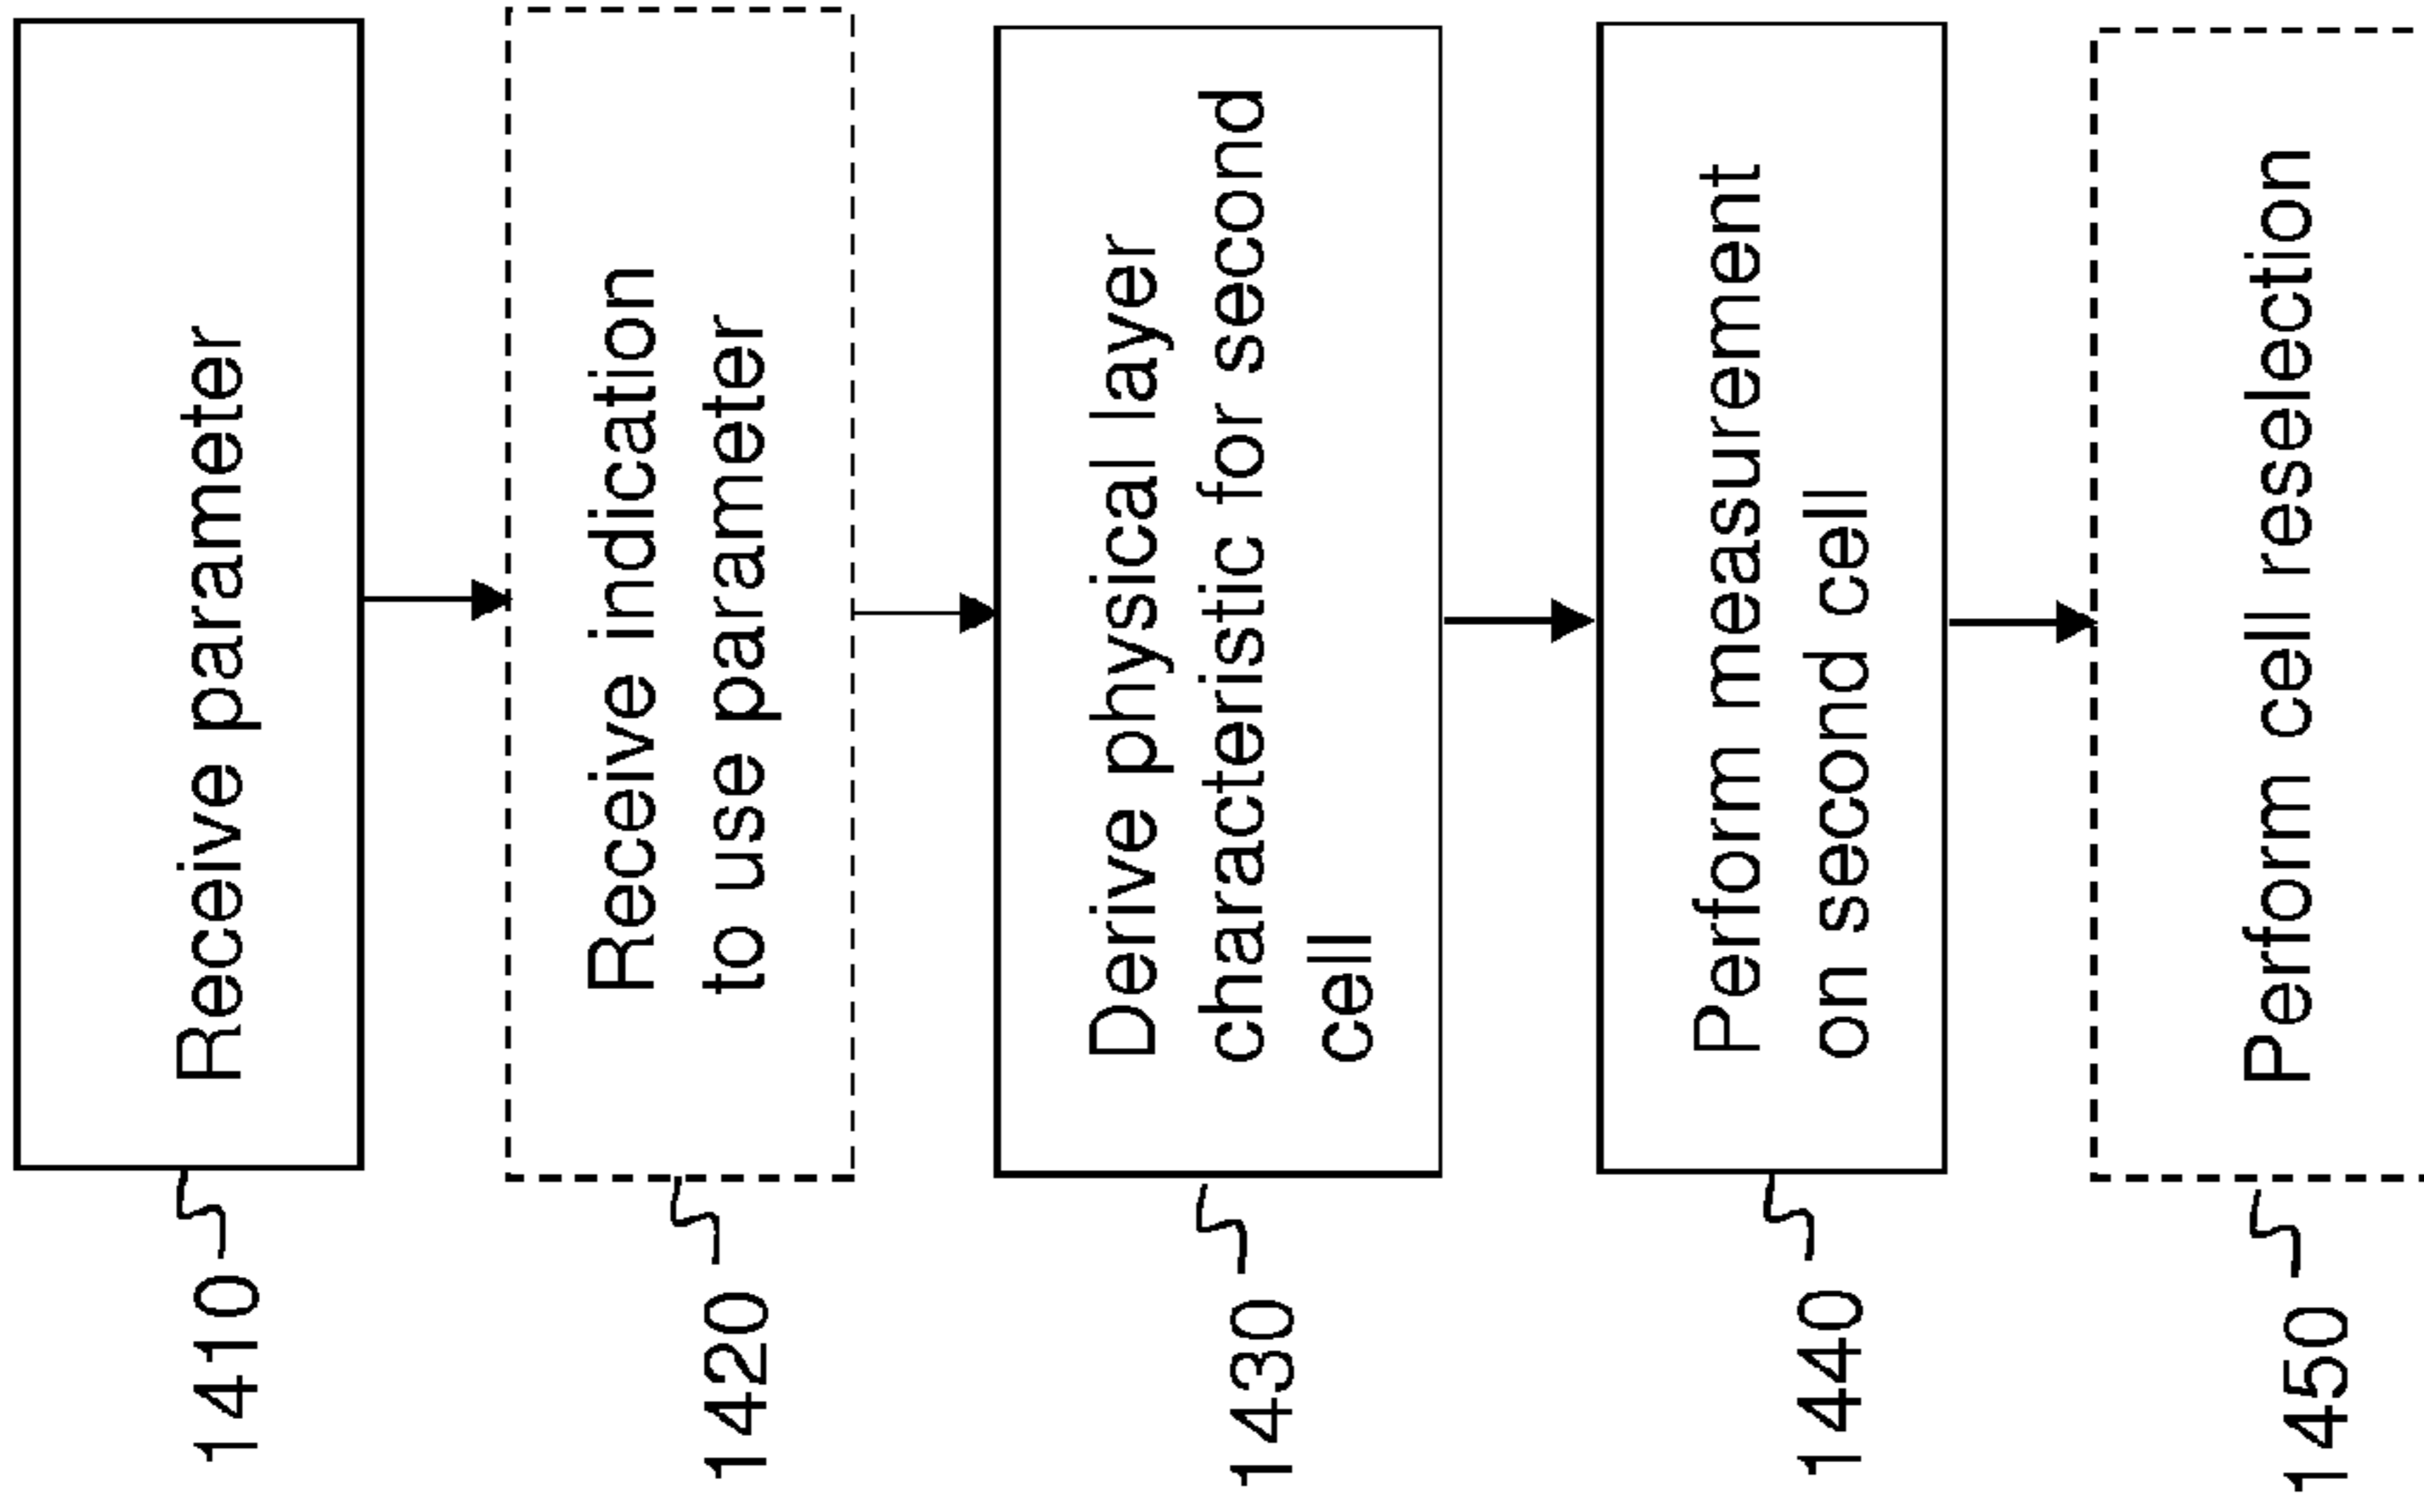 Receive parameter
1410
Receive indication
to use parameter
1420
Derive physical layer
characteristic for second
cell
1430
Perform measurement
on second cell
1440
Perform cell reselection
1450